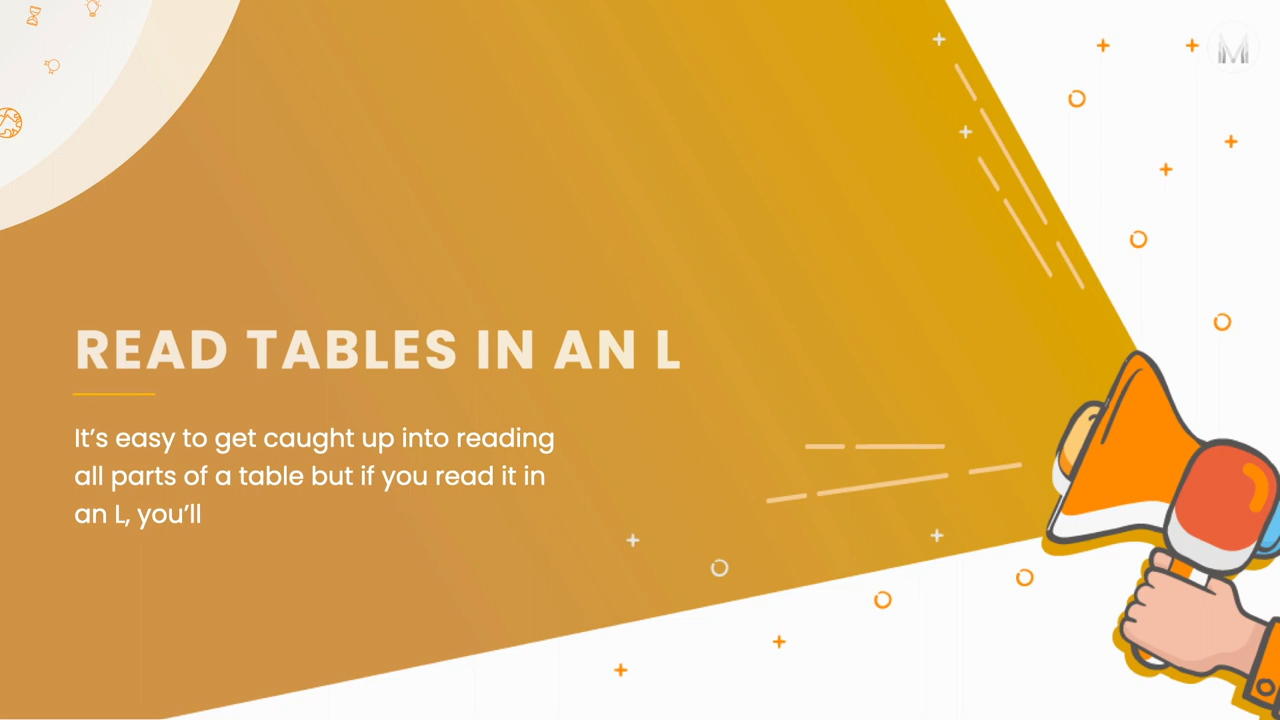 M
READ TABLES IN AN L
It’s easy to get caught up into reading
all parts of a table but if you read it in
an L, you’ll